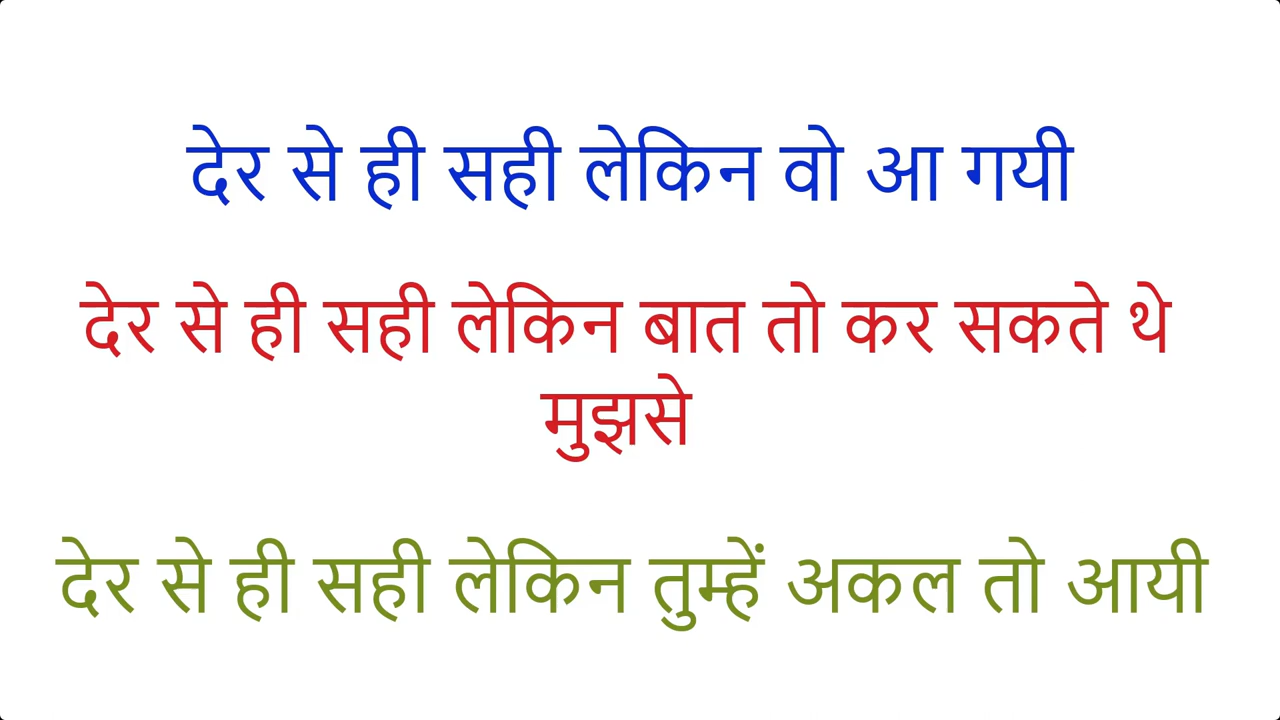 देर से ही सही लेकिन वो आ गयी
देर से ही सही लेकिन बात तो कर सकते थे
मुझसे
देर से ही सही लेकिन तुम्हें अकल तो आयी